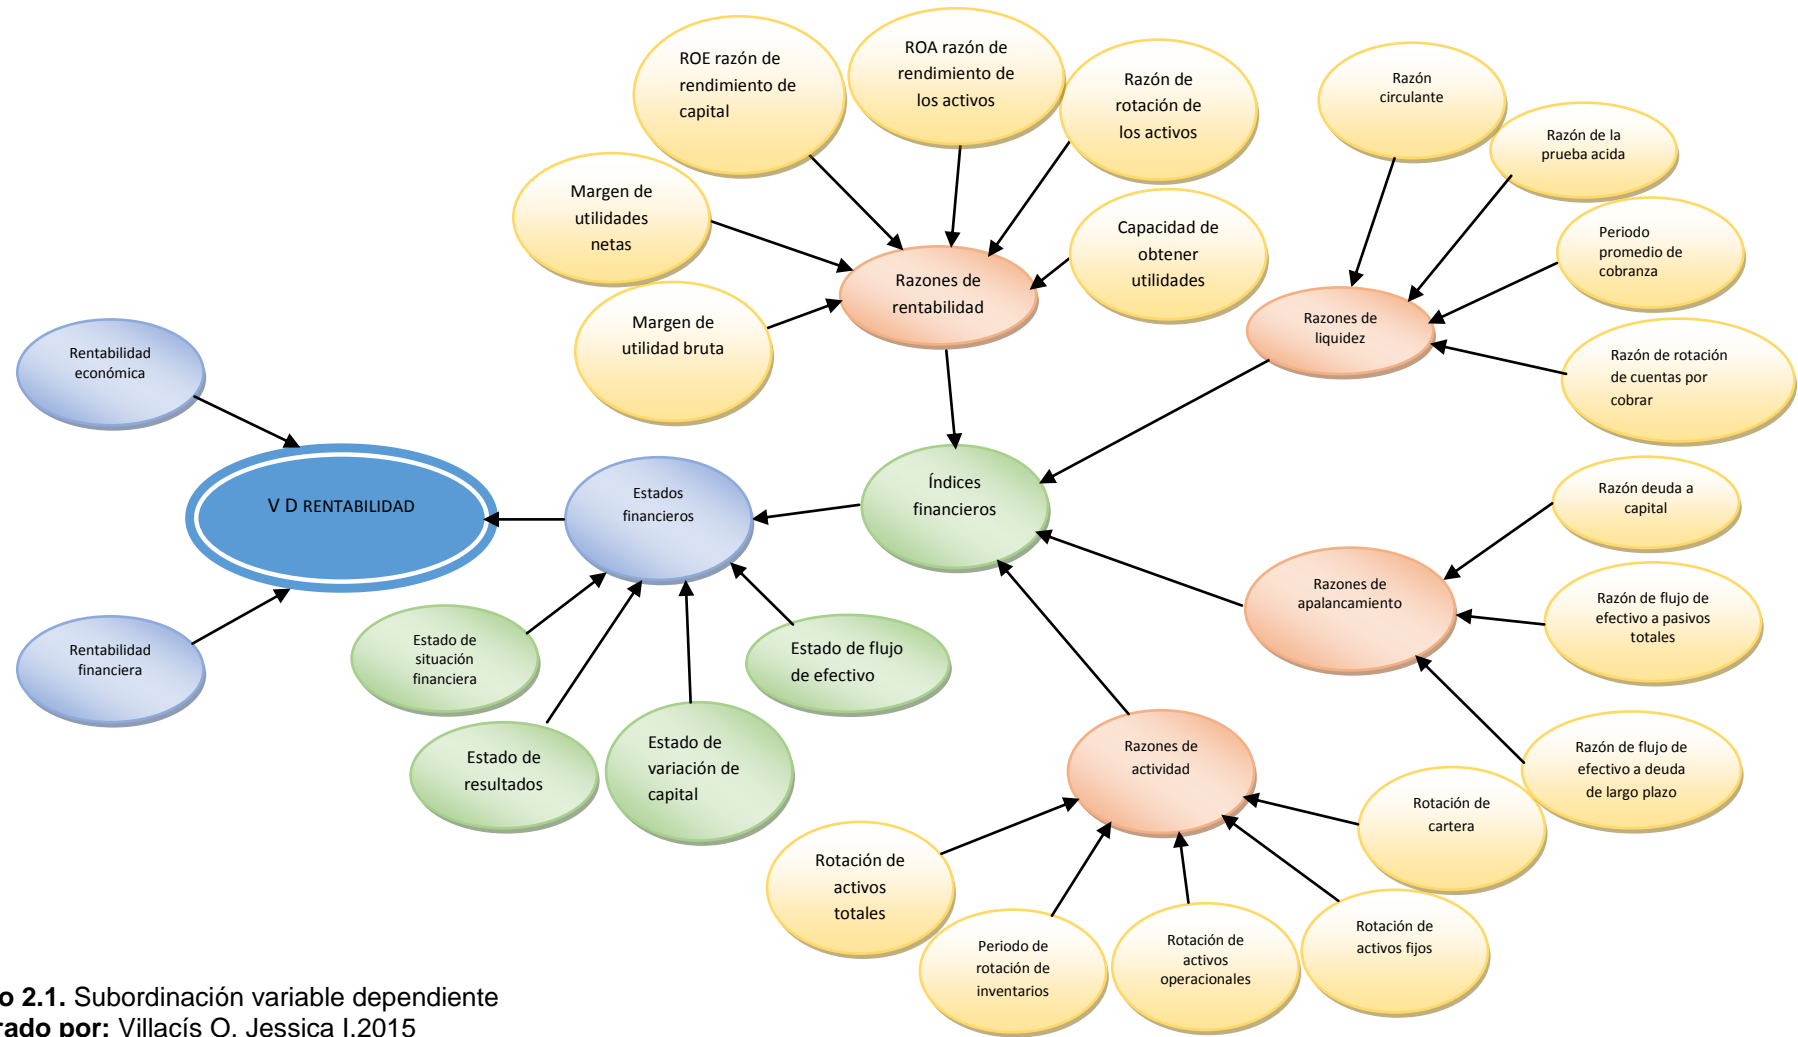 ROE razón de
rendimiento de
capital
ROA razón de
rendimiento de
los activos
Razón de
rotación de
los activos
Razón
circulante
Razón de la
prueba acida
Margen de
utilidades
netas
Capacidad de
obtener
utilidades
Periodo
promedio de
cobranza
Razones de
rentabilidad
Margen de
utilidad bruta
Razones de
liquidez
Razón de rotación
de cuentas por
cobrar
Rentabilidad
económica
V D RENTABILIDAD
Estados
financieros
Índices
financieros
Razón deuda a
capital
Razones de
apalancamiento
Razón de flujo de
efectivo a pasivos
totales
Rentabilidad
financiera
Estado de
situación
financiera
Estado de flujo
de efectivo
Estado de
resultados
Estado de
variación de
capital
Razones de
actividad
Razón de flujo de
efectivo a deuda
de largo plazo
Rotación de
cartera
Rotación de
activos
totales
Periodo de
rotación de
inventarios
Rotación de
activos
operacionales
Rotación de
activos fijos
o 2.1. Subordinación variable dependiente
rado por: Villacís O. Jessica I.2015